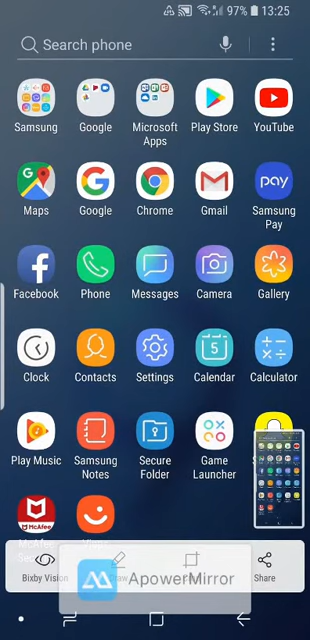 97% 13:25
Search phone
Samsung
Google
Microsoft Apps
Play Store
YouTube
Maps
Google
Chrome
Gmail
Samsung Pay
pay
Facebook
Phone
Messages
Camera
Gallery
Clock
Contacts
Settings
Calendar
5
Calculator
Play Music
Samsung Notes
Secure Folder
Game Launcher
McAfee
McAfee
Bixby Vision
Draw
Share
ApowerMirror